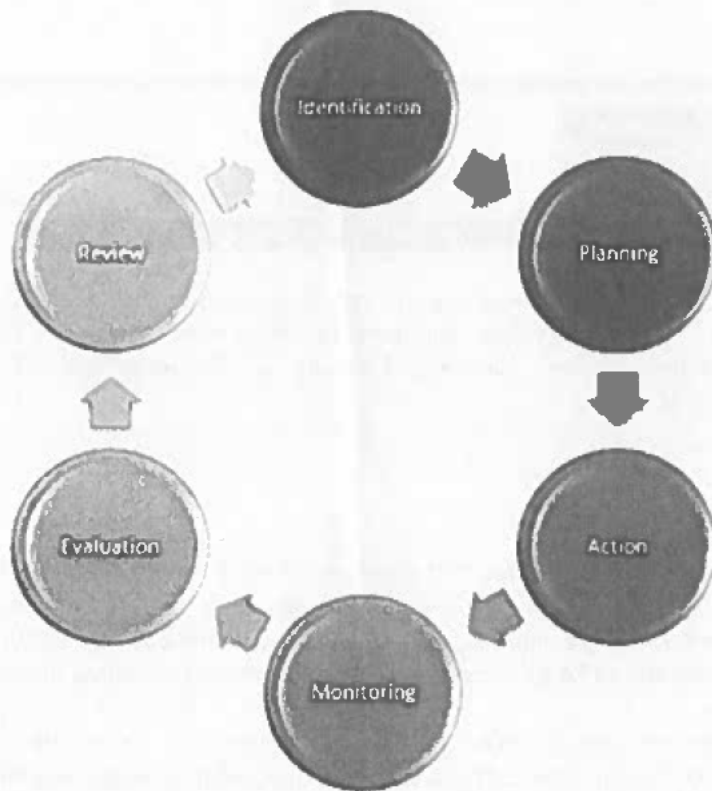 Identification
Planning
Action
Monitoring
Evaluation
Review